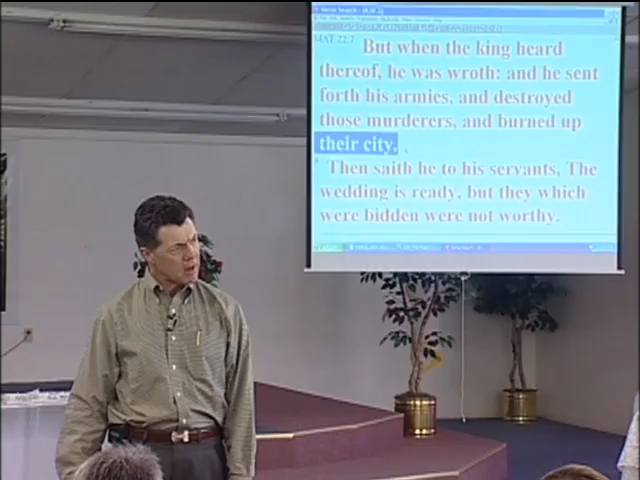 MAT 22:7 But when the king heard
thereof, he was wroth: and he sent
forth his armies, and destroyed
those murderers, and burned up
their city.
Then saith he to his servants, The
wedding is ready, but they which
were bidden were not worthy.